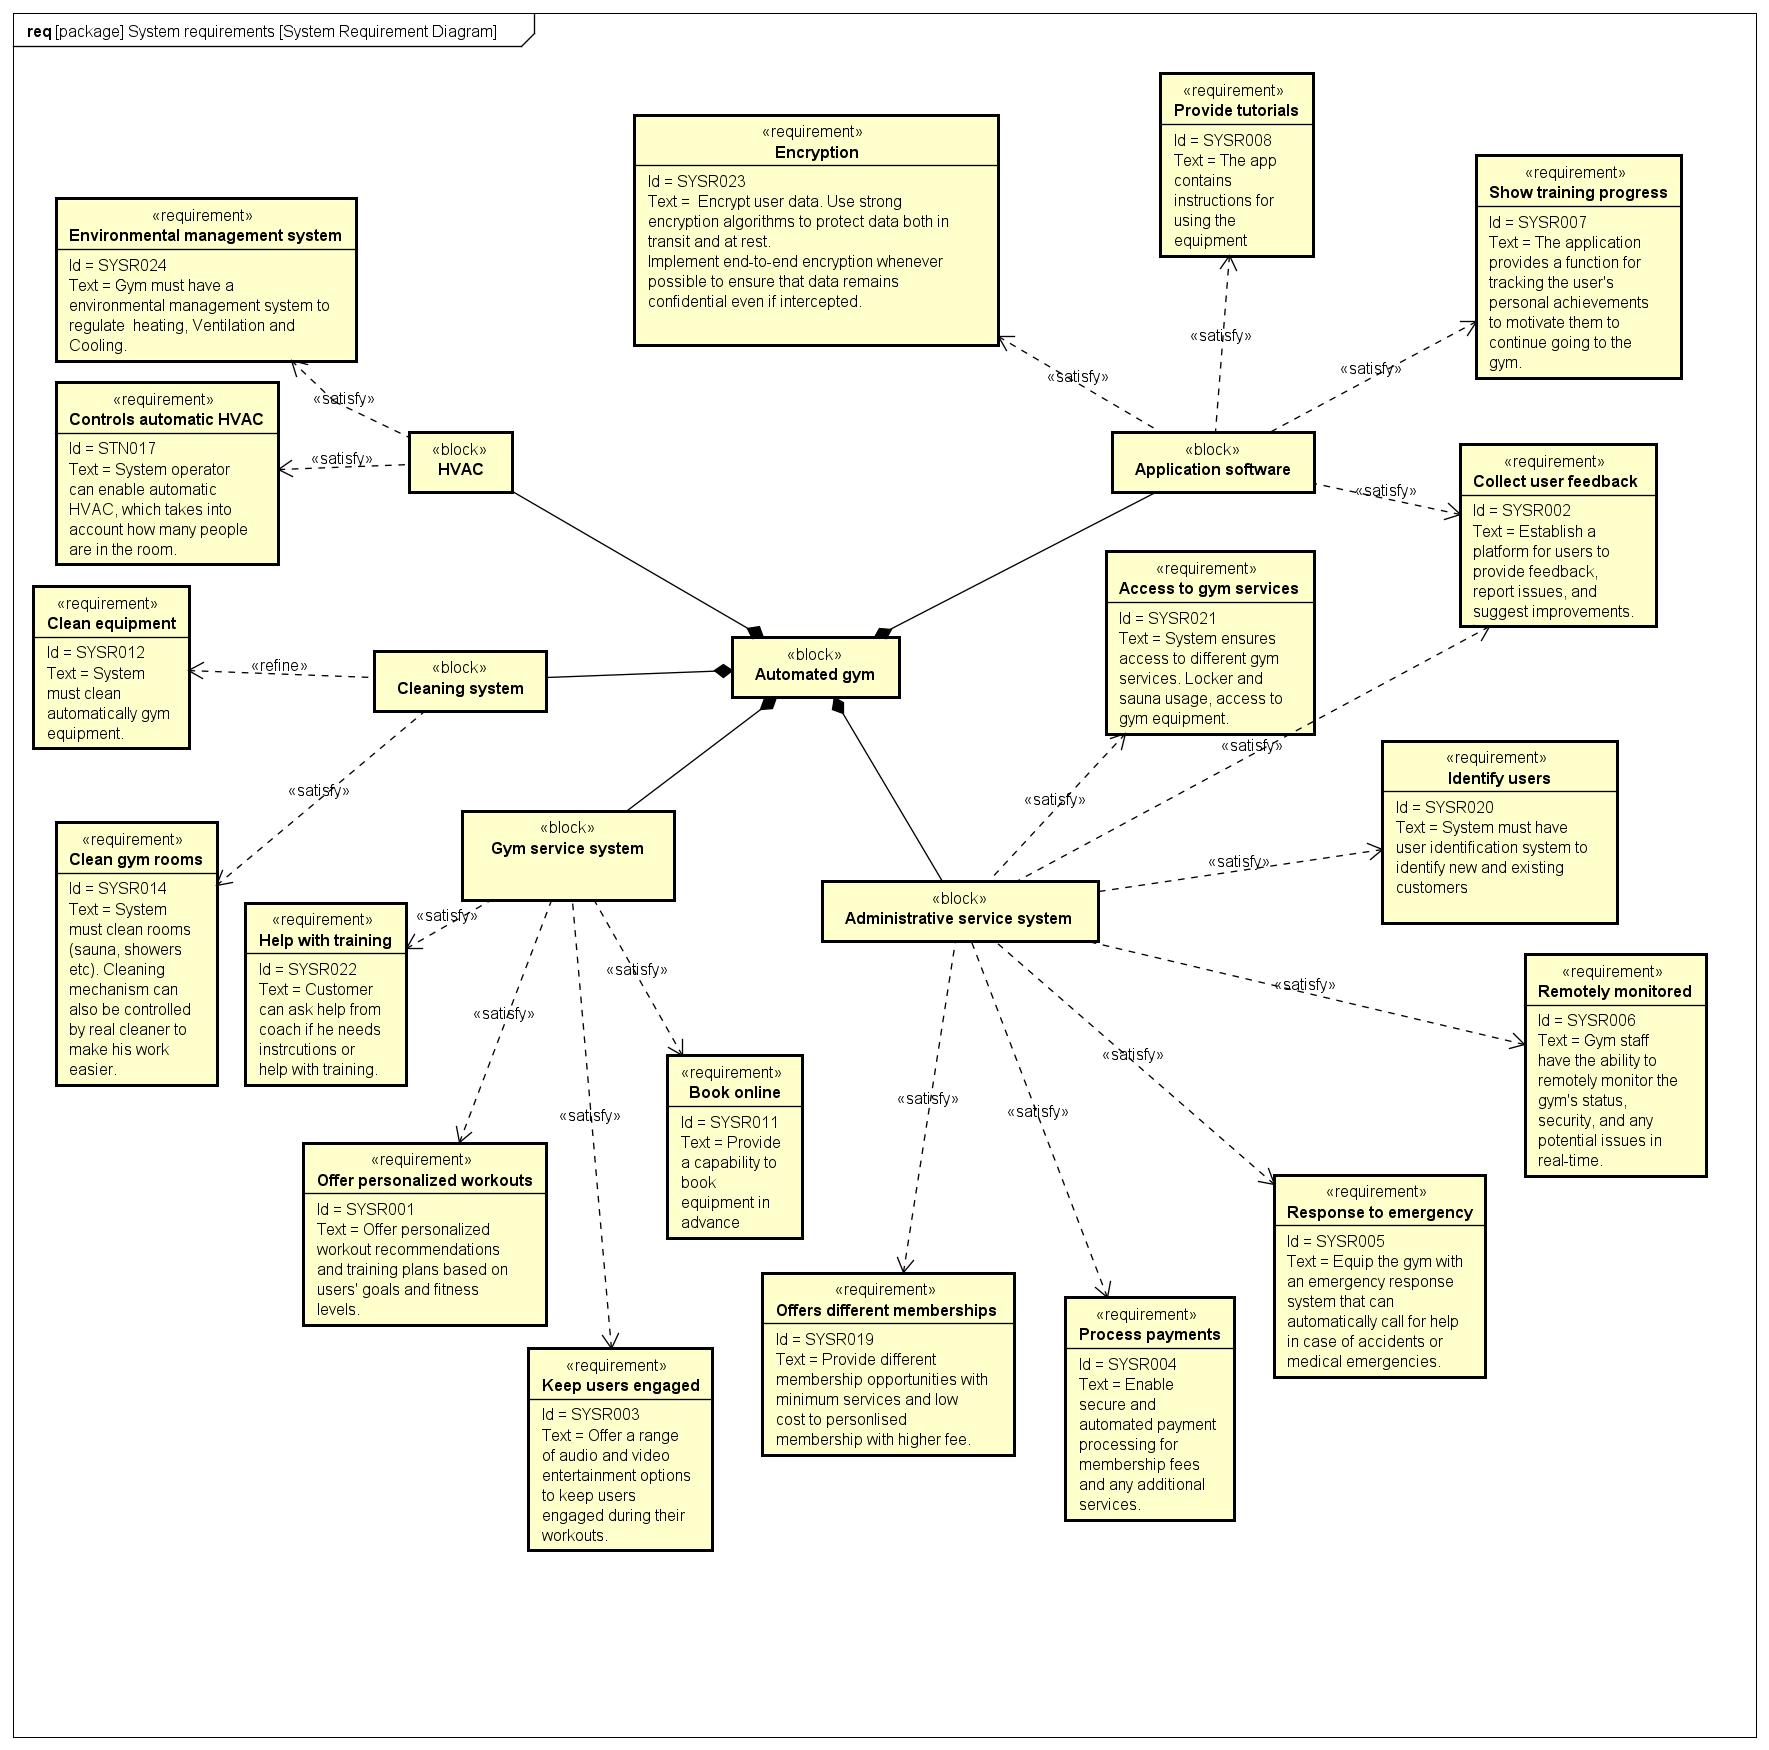 req [package] System requirements [System Requirement Diagram]
«requirement»
Provide tutorials
Id = SYSR008
Text = The app
contains
instructions for
using the
equipment
«requirement»
Encryption
Id = SYSR023
Text =  Encrypt user data. Use strong
encryption algorithms to protect data both in
transit and at rest.
Implement end-to-end encryption whenever
possible to ensure that data remains
confidential even if intercepted.
«requirement»
Show training progress
Id = SYSR007
Text = The application
provides a function for
tracking the user's
personal achievements
to motivate them to
continue going to the
gym.
«requirement»
Environmental management system
Id = SYSR024
Text = Gym must have a
environmental management system to
regulate  heating, Ventilation and
Cooling.
«satisfy»
«satisfy»
«satisfy»
«satisfy»
«requirement»
Controls automatic HVAC
Id = STN017
Text = System operator
can enable automatic
HVAC, which takes into
account how many people
are in the room.
«satisfy»
«block»
HVAC
«block»
Application software
«satisfy»
«requirement»
Collect user feedback
Id = SYSR002
Text = Establish a
platform for users to
provide feedback,
report issues, and
suggest improvements.
«requirement»
Access to gym services
Id = SYSR021
Text = System ensures
access to different gym
services. Locker and
sauna usage, access to
gym equipment.
«requirement»
Clean equipment
Id = SYSR012
Text = System
must clean
automatically gym
equipment.
«refine»
«block»
Cleaning system
«block»
Automated gym
«satisfy»
«satisfy»
«satisfy»
«requirement»
Identify users
Id = SYSR020
Text = System must have
user identification system to
identify new and existing
customers
«satisfy»
«requirement»
Clean gym rooms
Id = SYSR014
Text = System
must clean rooms
(sauna, showers
etc). Cleaning
mechanism can
also be controlled
by real cleaner to
make his work
easier.
«block»
Gym service system
«block»
Administrative service system
«satisfy»
«requirement»
Help with training
Id = SYSR022
Text = Customer
can ask help from
coach if he needs
instrcutions or
help with training.
«satisfy»
«satisfy»
«satisfy»
«requirement»
Remotely monitored
Id = SYSR006
Text = Gym staff
have the ability to
remotely monitor the
gym's status,
security, and any
potential issues in
real-time.
«satisfy»
«requirement»
Book online
Id = SYSR011
Text = Provide
a capability to
book
equipment in
advance
«satisfy»
«satisfy»
«satisfy»
«requirement»
Offer personalized workouts
Id = SYSR001
Text = Offer personalized
workout recommendations
and training plans based on
users' goals and fitness
levels.
«satisfy»
«requirement»
Response to emergency
Id = SYSR005
Text = Equip the gym with
an emergency response
system that can
automatically call for help
in case of accidents or
medical emergencies.
«requirement»
Offers different memberships
Id = SYSR019
Text = Provide different
membership opportunities with
minimum services and low
cost to personlised
membership with higher fee.
«requirement»
Process payments
Id = SYSR004
Text = Enable
secure and
automated payment
processing for
membership fees
and any additional
services.
«requirement»
Keep users engaged
Id = SYSR003
Text = Offer a range
of audio and video
entertainment options
to keep users
engaged during their
workouts.